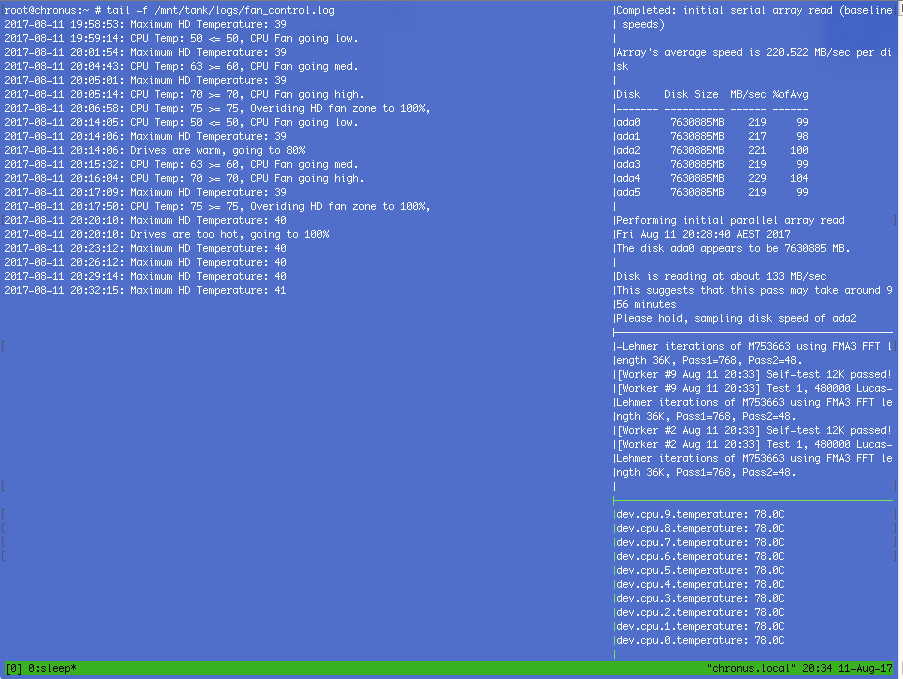 root@chronus:~ # tail -f /mnt/tank/logs/fan_control.log
2017-08-11 19:58:53: Maximum HD Temperature: 39
2017-08-11 19:59:14: CPU Temp: 50 <= 50, CPU Fan going low.
2017-08-11 20:01:54: Maximum HD Temperature: 39
2017-08-11 20:04:43: CPU Temp: 63 >= 60, CPU Fan going med.
2017-08-11 20:05:01: Maximum HD Temperature: 39
2017-08-11 20:05:14: CPU Temp: 70 >= 70, CPU Fan going high.
2017-08-11 20:06:58: CPU Temp: 75 >= 75, Overiding HD fan zone to 100%,
2017-08-11 20:14:05: CPU Temp: 50 <= 50, CPU Fan going low.
2017-08-11 20:14:06: Maximum HD Temperature: 39
2017-08-11 20:14:06: Drives are warm, going to 80%
2017-08-11 20:15:32: CPU Temp: 63 >= 60, CPU Fan going med.
2017-08-11 20:16:04: CPU Temp: 70 >= 70, CPU Fan going high.
2017-08-11 20:17:09: Maximum HD Temperature: 39
2017-08-11 20:17:50: CPU Temp: 75 >= 75, Overiding HD fan zone to 100%,
2017-08-11 20:20:10: Maximum HD Temperature: 40
2017-08-11 20:20:10: Drives are too hot, going to 100%
2017-08-11 20:23:12: Maximum HD Temperature: 40
2017-08-11 20:26:12: Maximum HD Temperature: 40
2017-08-11 20:29:14: Maximum HD Temperature: 40
2017-08-11 20:32:15: Maximum HD Temperature: 41
Completed: initial serial array read (baseline
speeds)
Array's average speed is 220.522 MB/sec per di
sk
Disk    Disk Size  MB/sec %ofAvg
------- ---------- ------ ------
ada0    7630885MB    219     99
ada1    7630885MB    217     98
ada2    7630885MB    221    100
ada3    7630885MB    219     99
ada4    7630885MB    229    104
ada5    7630885MB    219     99
Performing initial parallel array read
Fri Aug 11 20:28:40 AEST 2017
The disk ada0 appears to be 7630885 MB.
Disk is reading at about 133 MB/sec
This suggests that this pass may take around 9
56 minutes
Please hold, sampling disk speed of ada2
-Lehmer iterations of M753663 using FMA3 FFT l
ength 36K, Pass1=768, Pass2=48.
[Worker #9 Aug 11 20:33] Self-test 12K passed!
[Worker #9 Aug 11 20:33] Test 1, 480000 Lucas-
Lehmer iterations of M753663 using FMA3 FFT le
ngth 36K, Pass1=768, Pass2=48.
[Worker #2 Aug 11 20:33] Self-test 12K passed!
[Worker #2 Aug 11 20:33] Test 1, 480000 Lucas-
Lehmer iterations of M753663 using FMA3 FFT le
ngth 36K, Pass1=768, Pass2=48.
dev.cpu.9.temperature: 78.0C
dev.cpu.8.temperature: 78.0C
dev.cpu.7.temperature: 78.0C
dev.cpu.6.temperature: 78.0C
dev.cpu.5.temperature: 78.0C
dev.cpu.4.temperature: 78.0C
dev.cpu.3.temperature: 78.0C
dev.cpu.2.temperature: 78.0C
dev.cpu.1.temperature: 78.0C
dev.cpu.0.temperature: 78.0C
[0] 0:sleep* "chronus.local" 20:34 11-Aug-17